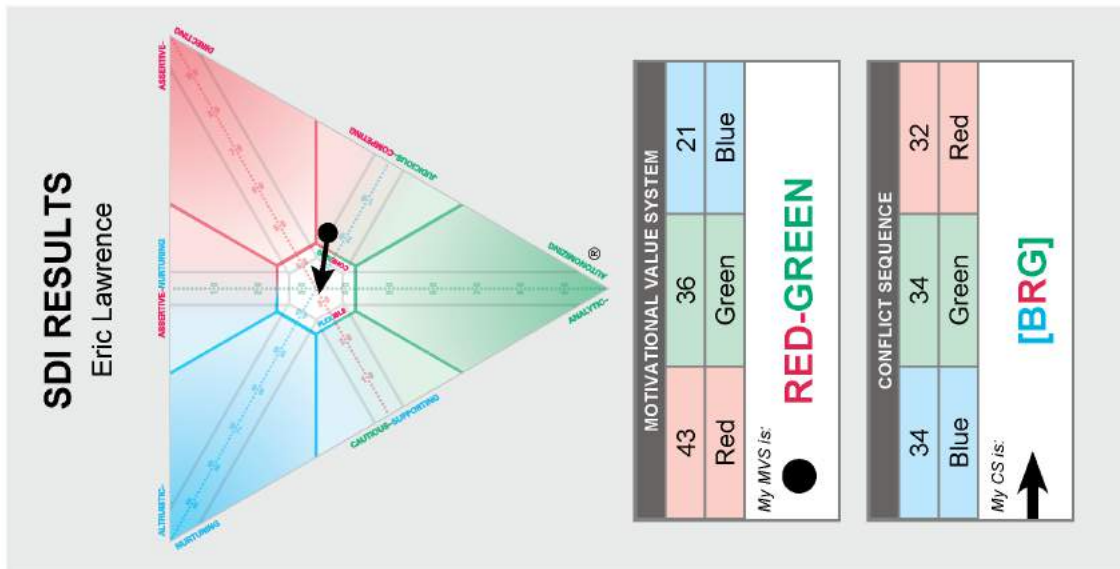 SDI RESULTS
Eric Lawrence
ALTRUISTIC-
NURTURING
ASSERTIVE-NURTURING
ASSERTIVE-
DIRECTING
COMPETING
JUDICIOUS-COMPETING
CAUTIOUS-SUPPORTING
FLEXIBLE
ANALYTIC-
AUTONOMIZING
®
MOTIVATIONAL VALUE SYSTEM
43 36 21
Red Green Blue
My MVS is:
RED-GREEN
CONFLICT SEQUENCE
34 34 32
Blue Green Red
My CS is:
[BRG]